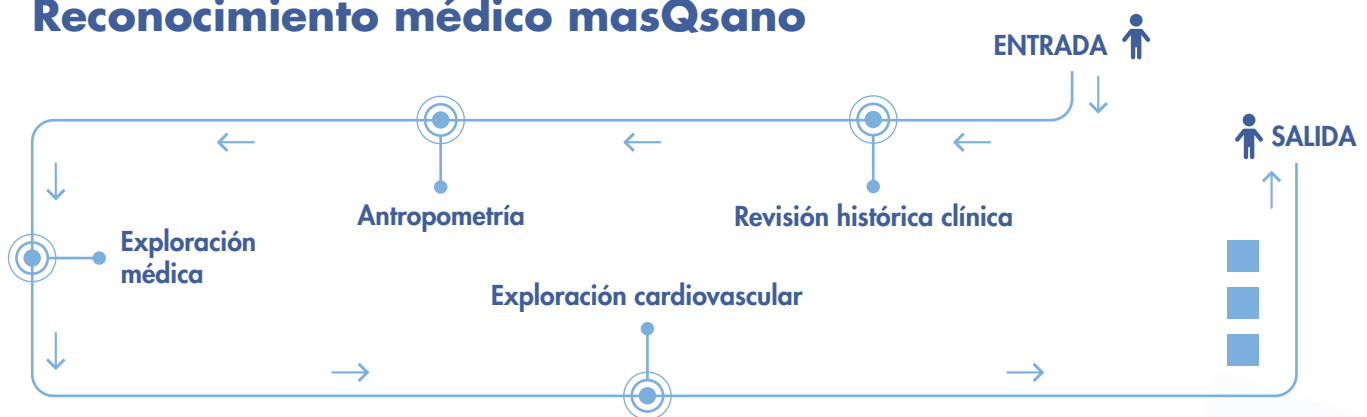 Reconocimiento médico masQsano
ENTRADA
SALIDA
Antropometría
Revisión histórica clínica
Exploración
médica
Exploración cardiovascular